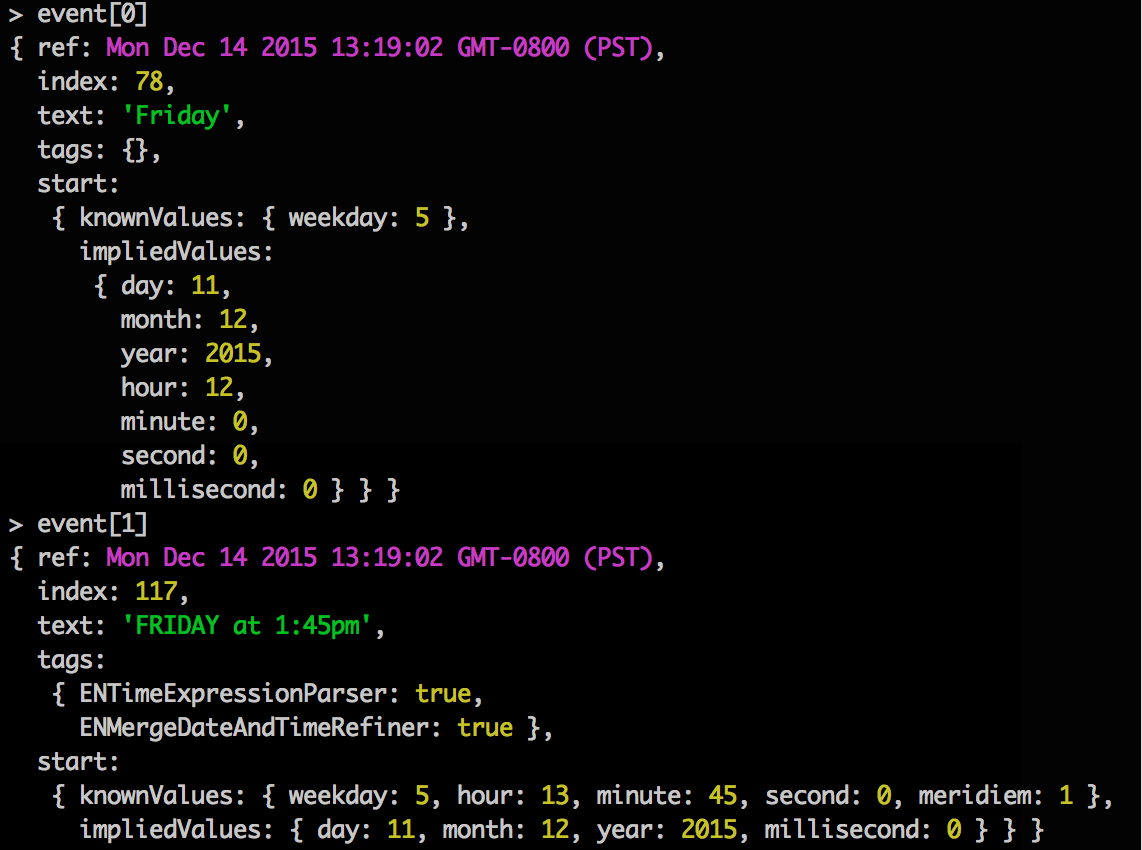 > event[0]
{ ref: Mon Dec 14 2015 13:19:02 GMT-0800 (PST),
  index: 78,
  text: 'Friday',
  tags: {},
  start:
   { knownValues: { weekday: 5 },
     impliedValues:
      { day: 11,
        month: 12,
        year: 2015,
        hour: 12,
        minute: 0,
        second: 0,
        millisecond: 0 } } }
> event[1]
{ ref: Mon Dec 14 2015 13:19:02 GMT-0800 (PST),
  index: 117,
  text: 'FRIDAY at 1:45pm',
  tags:
   { ENTimeExpressionParser: true,
     ENMergeDateAndTimeRefiner: true },
  start:
   { knownValues: { weekday: 5, hour: 13, minute: 45, second: 0, meridiem: 1 },
     impliedValues: { day: 11, month: 12, year: 2015, millisecond: 0 } } }